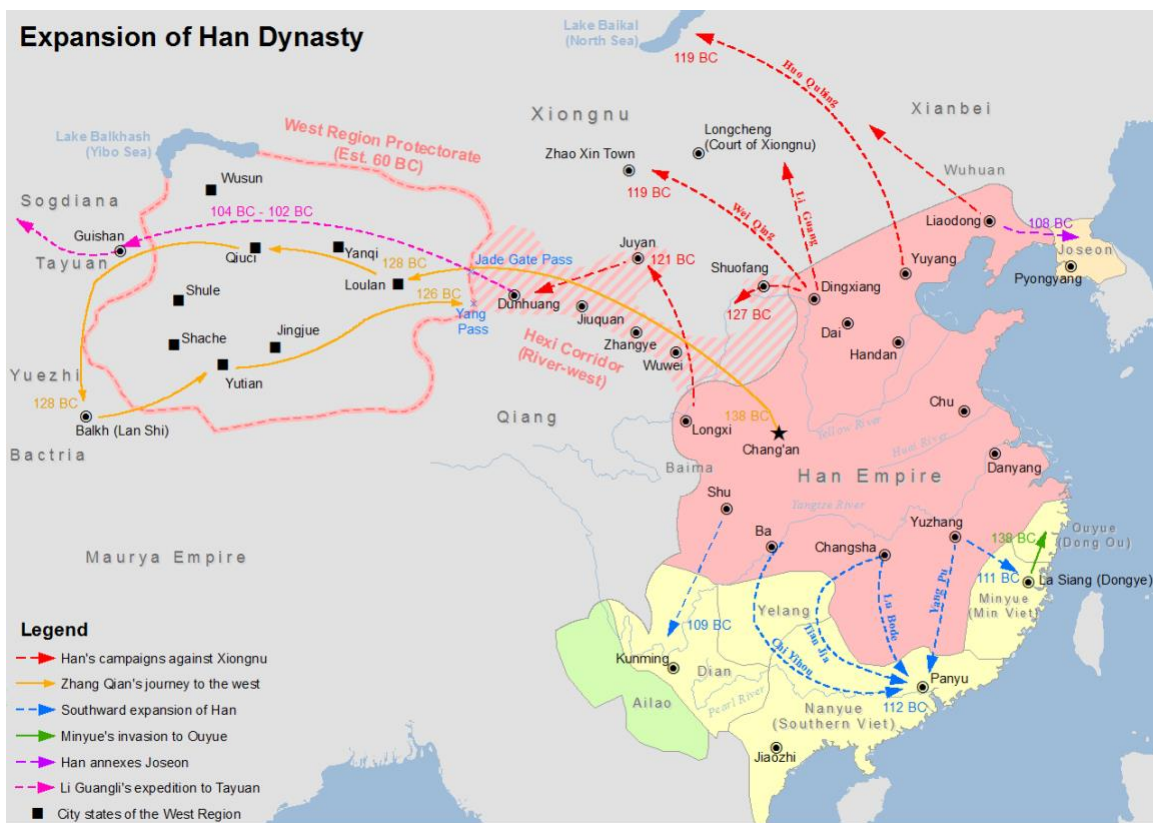 Expansion of Han Dynasty
Lake Baikal
(North Sea)
119 BC
Huo Qubing
Xianbei
Xiongnu
Longcheng
(Court of Xiongnu)
Zhao Xin Town
119 BC
Wuhuan
West Region Protectorate
(Est. 60 BC)
Lake Balkhash
(Yibo Sea)
Wusun
Sogdiana
104 BC - 102 BC
Guishan
Tayuan
Qiuci
Yanqi
128 BC
Loulan
Jade Gate Pass
Dunhuang
126 BC
Yang
Pass
Juyan
121 BC
Wei Qing
Li Guang
Shuofang
127 BC
Dingxiang
Liaodong
108 BC
Joseon
Pyongyang
Yuyang
Dai
Handan
Jiuquan
Zhangye
Wuwei
Hexi Corridor
(River-west)
Shule
Shache
Jingjue
Yutian
Yuezhi
128 BC
Balkh (Lan Shi)
Bactria
Qiang
138 BC
Longxi
Chang'an
Yellow River
Huai River
Chu
Danyang
Baima
Han Empire
Shu
Yangtze River
Ba
Changsha
Yuzhang
138 BC
Ouyue
(Dong Ou)
111 BC
La Siang (Dongye)
Minyue
(Min Viet)
Maurya Empire
109 BC
Yelang
Chi Yihou
Tian Jia
Lu Bode
Yang Pu
Kunming
Dian
Ailao
Pearl River
Panyu
112 BC
Nanyue
(Southern Viet)
Jiaozhi
Legend
Han's campaigns against Xiongnu
Zhang Qian's journey to the west
Southward expansion of Han
Minyue's invasion to Ouyue
Han annexes Joseon
Li Guangli's expedition to Tayuan
City states of the West Region